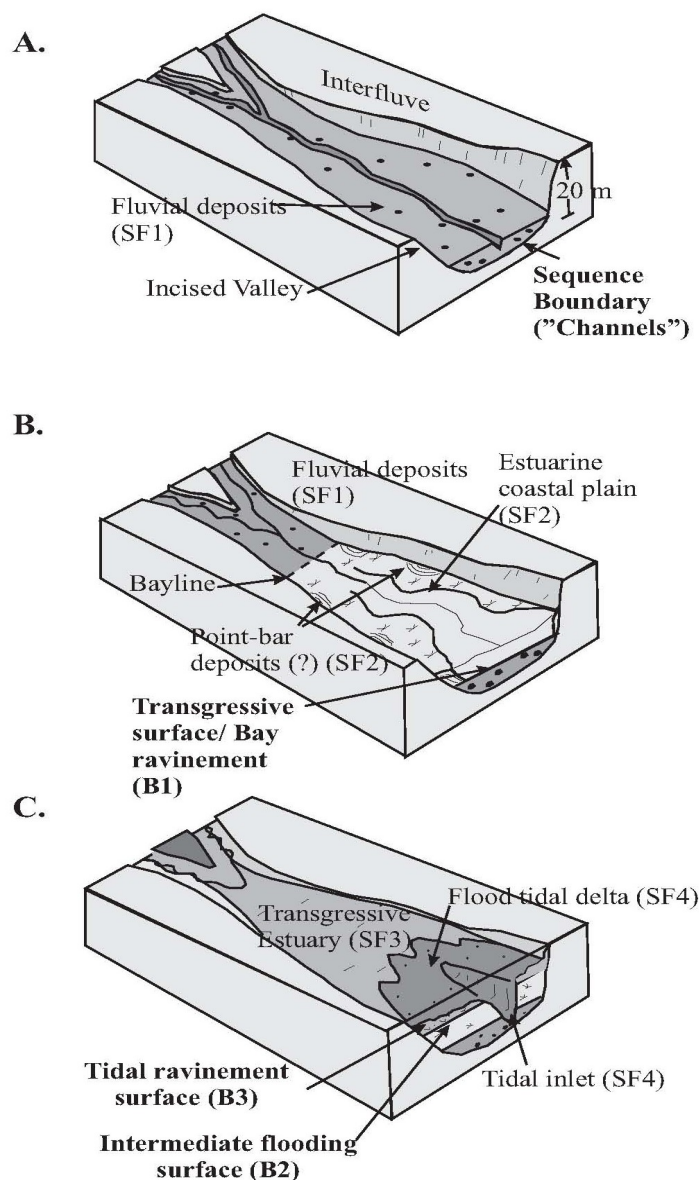 A.
Interfluve
20 m
Fluvial deposits
(SF1)
Incised Valley
Sequence
Boundary
("Channels")
B.
Fluvial deposits
(SF1)
Estuarine
coastal plain
(SF2)
Bayline
Point-bar
deposits (?) (SF2)
Transgressive
surface/ Bay
ravinement
(B1)
C.
Flood tidal delta (SF4)
Transgressive
Estuary (SF3)
Tidal ravinement
surface (B3)
Tidal inlet (SF4)
Intermediate flooding
surface (B2)